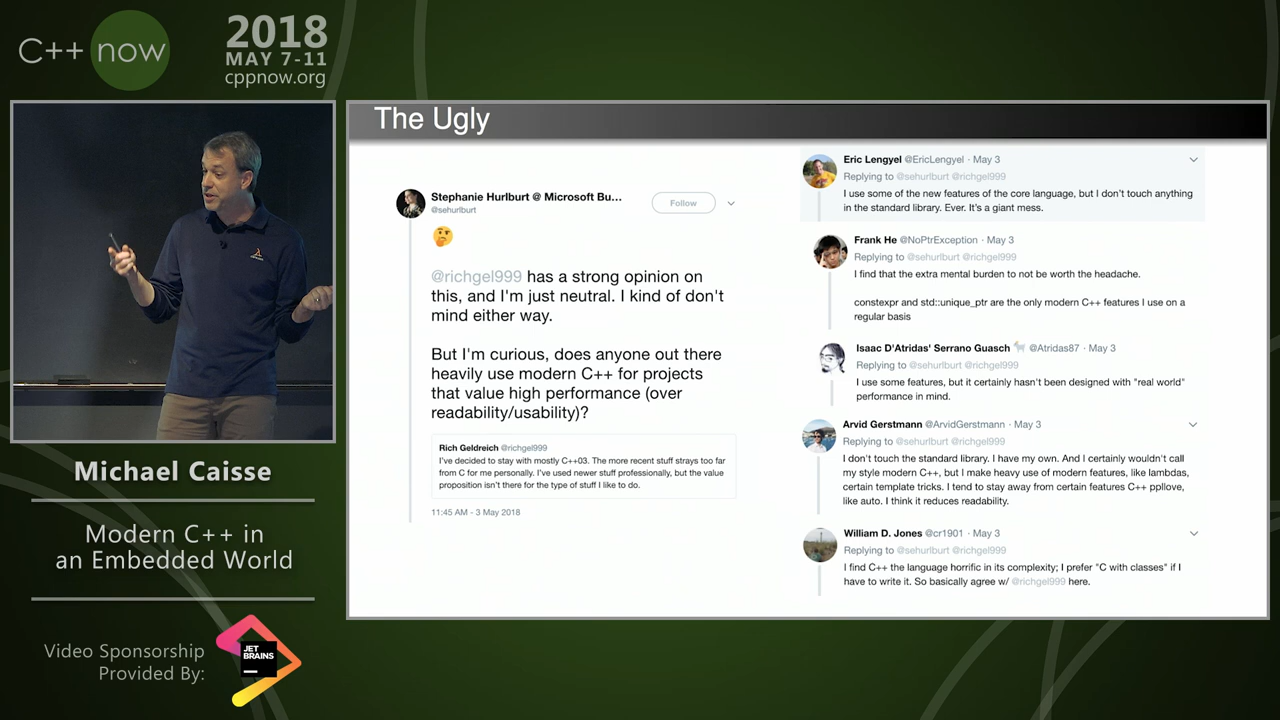 C++ now
2018
MAY 7-11
cppnow.org
The Ugly
Stephanie Hurlburt @ Microsoft Bu...
@sehurlburt
Follow
@richgel999 has a strong opinion on
this, and I'm just neutral. I kind of don't
mind either way.
But I'm curious, does anyone out there
heavily use modern C++ for projects
that value high performance (over
readability/usability)?
Rich Geldreich @richgel999
I've decided to stay with mostly C++03. The more recent stuff strays too far
from C for me personally. I've used newer stuff professionally, but the value
proposition isn't there for the type of stuff I like to do.
11:45 AM - 3 May 2018
Eric Lengyel @EricLengyel · May 3
Replying to @sehurlburt @richgel999
I use some of the new features of the core language, but I don't touch anything
in the standard library. Ever. It's a giant mess.
Frank He @NoPtrException · May 3
Replying to @sehurlburt @richgel999
I find that the extra mental burden to not be worth the headache.
constexpr and std::unique_ptr are the only modern C++ features I use on a
regular basis
Isaac D'Atridas' Serrano Guasch @Atridas87 · May 3
Replying to @sehurlburt @richgel999
I use some features, but it certainly hasn't been designed with "real world"
performance in mind.
Arvid Gerstmann @ArvidGerstmann · May 3
Replying to @sehurlburt @richgel999
I don't touch the standard library. I have my own. And I certainly wouldn't call
my style modern C++, but I make heavy use of modern features, like lambdas,
certain template tricks. I tend to stay away from certain features C++ ppllove,
like auto. I think it reduces readability.
William D. Jones @cr1901 · May 3
Replying to @sehurlburt @richgel999
I find C++ the language horrific in its complexity; I prefer "C with classes" if I
have to write it. So basically agree w/ @richgel999 here.
Michael Caisse
Modern C++ in
an Embedded World
Video Sponsorship
Provided By:
JET
BRAINS